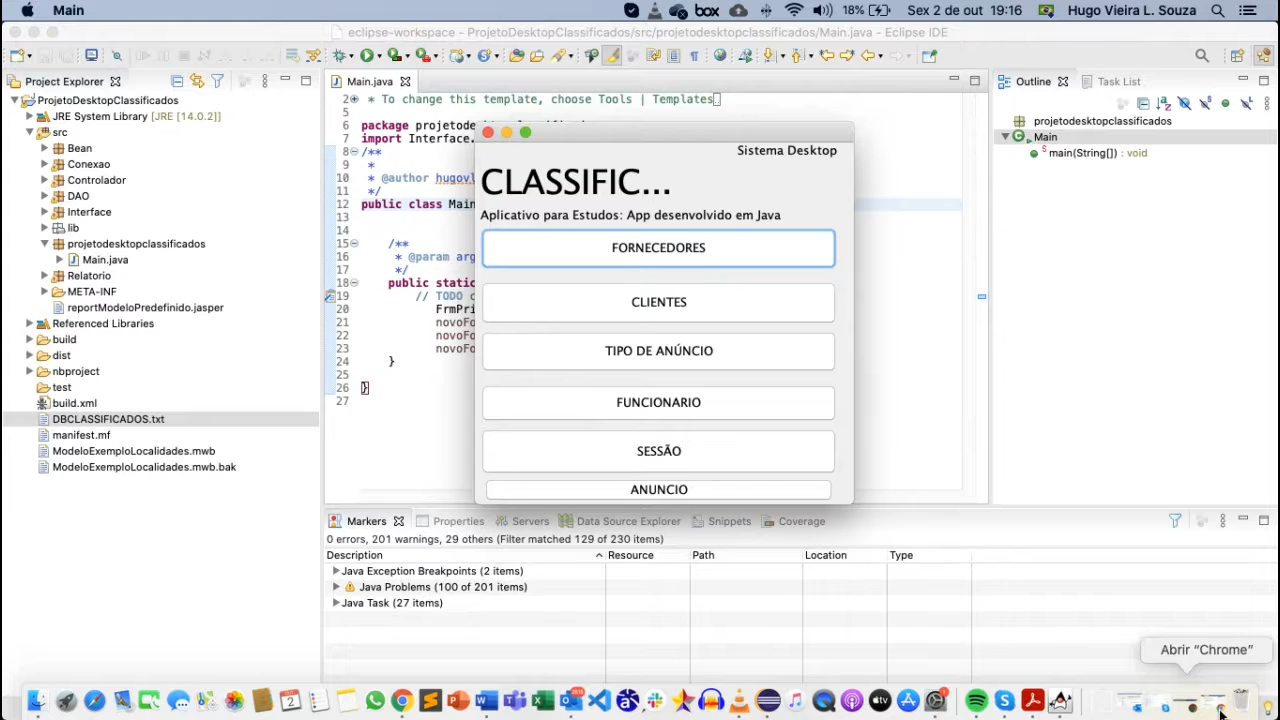 Main
box
18%
Sex 2 de out 19:16
Hugo Vieira L. Souza
eclipse-workspace - ProjetoDesktopClassificados/src/projetodesktopclassificados/Main.java - Eclipse IDE
Project Explorer
ProjetoDesktopClassificados
JRE System Library [JRE [14.0.2]]
src
Bean
Conexao
Controlador
DAO
Interface
lib
projetodesktopclassificados
Main.java
Relatorio
META-INF
reportModeloPredefinido.jasper
Referenced Libraries
build
dist
nbproject
test
build.xml
DBCLASSIFICADOS.txt
manifest.mf
ModeloExemploLocalidades.mwb
ModeloExemploLocalidades.mwb.bak
Main.java
2 * To change this template, choose Tools | Templates
5
6 package projetode
7 import Interface.
8 /**
9 *
10 * @author hugovl
11 */
12 public class Main
13
14
15 /**
16 * @param arg
17 */
18 public static
19 // TODO c
20 FrmPri
21 novoFo
22 novoFo
23 novoFo
24 }
25
26 }
27
Sistema Desktop
CLASSIFIC...
Aplicativo para Estudos: App desenvolvido em Java
FORNECEDORES
CLIENTES
TIPO DE ANÚNCIO
FUNCIONARIO
SESSÃO
ANUNCIO
Outline
Task List
projetodesktopclassificados
Main
main(String[]) : void
Markers
Properties
Servers
Data Source Explorer
Snippets
Coverage
0 errors, 201 warnings, 29 others (Filter matched 129 of 230 items)
Description
Resource
Path
Location
Type
Java Exception Breakpoints (2 items)
Java Problems (100 of 201 items)
Java Task (27 items)
Abrir “Chrome”